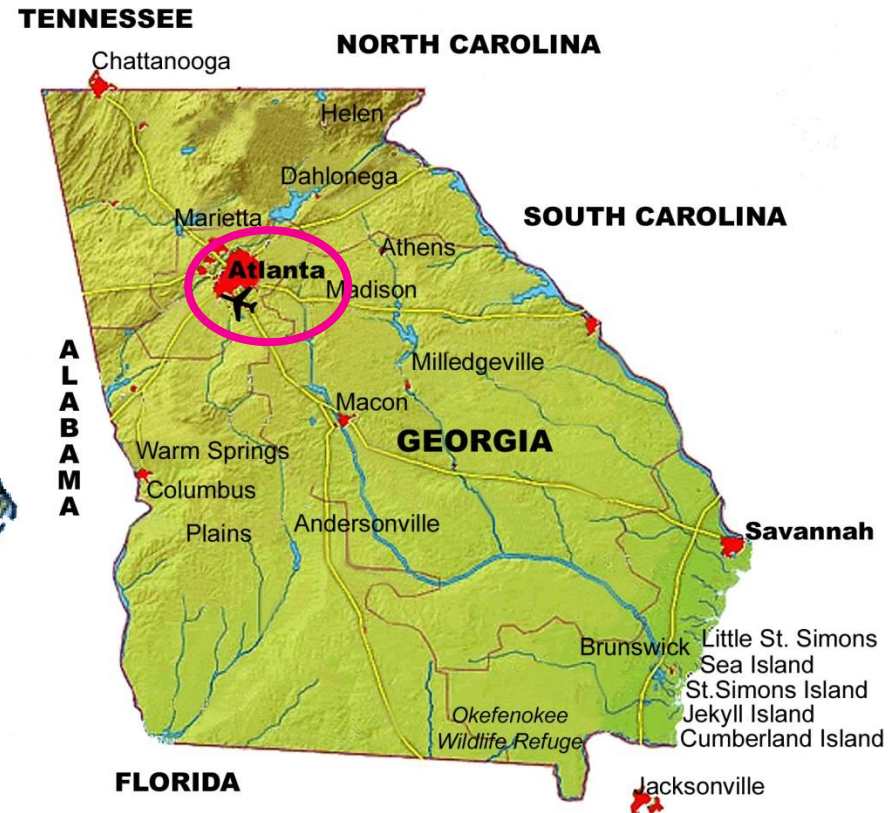 TENNESSEE
NORTH CAROLINA
Chattanooga
Helen
Dahlonega
Marietta
SOUTH CAROLINA
Athens
Atlanta
Madison
ALABAMA
Milledgeville
Macon
GEORGIA
Warm Springs
Columbus
Andersonville
Plains
Savannah
Brunswick
Little St. Simons
Sea Island
St.Simons Island
Jekyll Island
Cumberland Island
Okefenokee
Wildlife Refuge
FLORIDA
Jacksonville